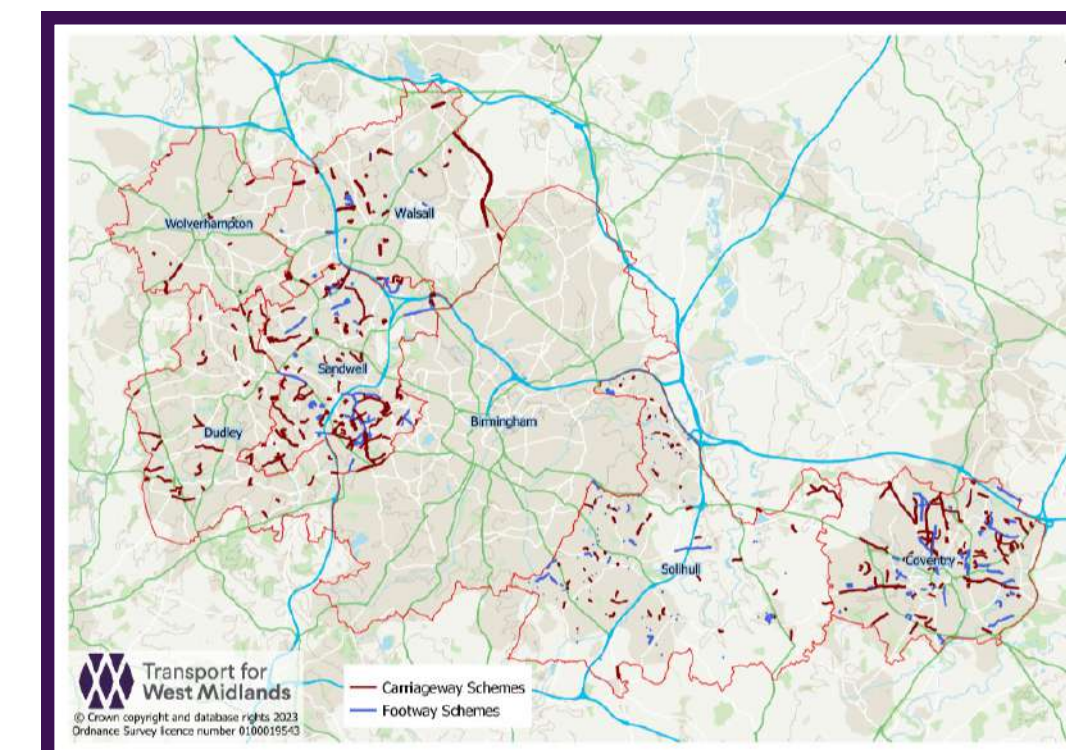 Walsall
Wolverhampton
Sandwell
Birmingham
Dudley
Solihull
Coventry
Transport for
West Midlands
© Crown copyright and database rights 2023
Ordnance Survey licence number 0100019543
Carriageway Schemes
Footway Schemes